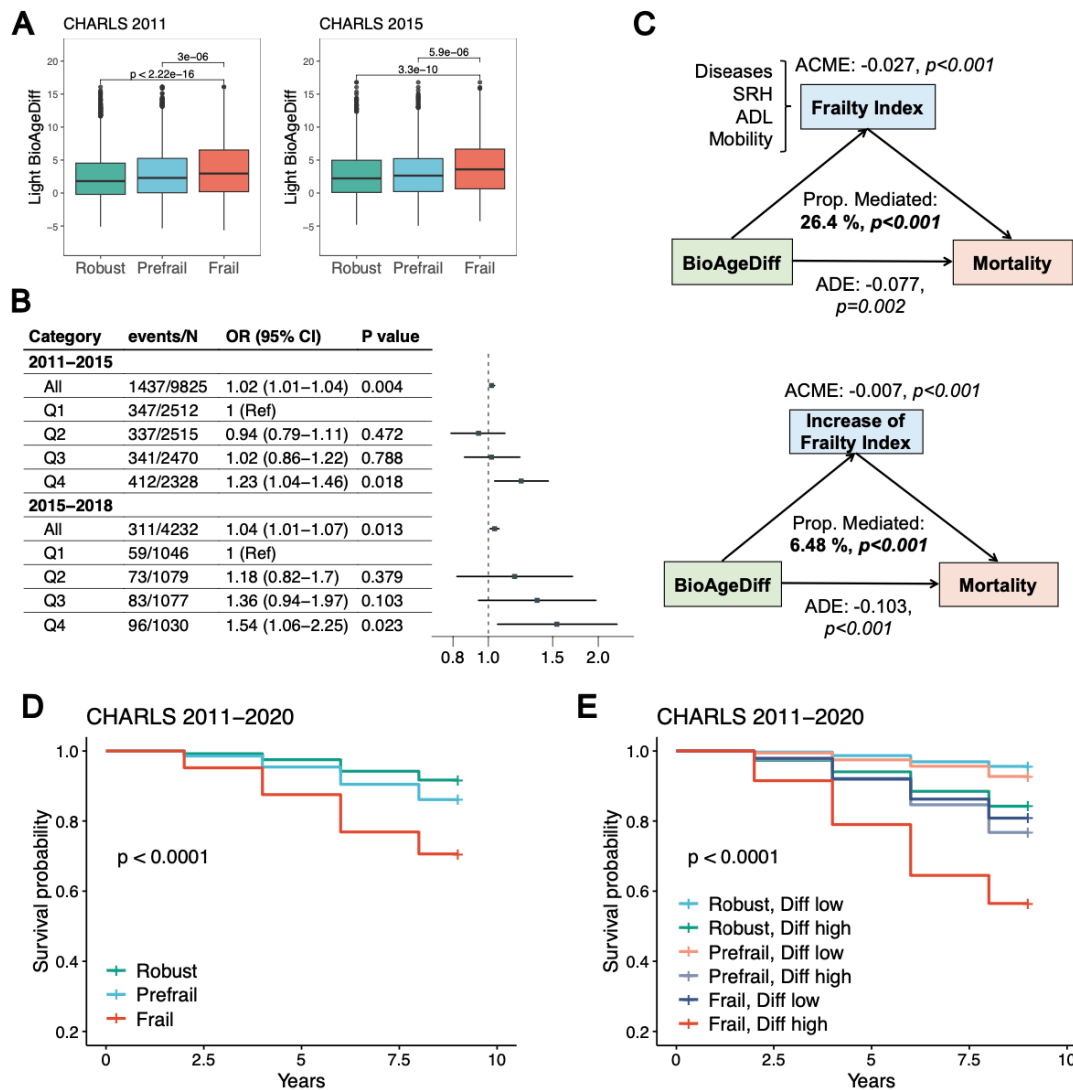 A
CHARLS 2011
CHARLS 2015
Light BioAgeDiff
20
15
10
5
0
−5
3e−06
p < 2.22e−16
Robust
Prefrail
Frail
Light BioAgeDiff
20
15
10
5
0
−5
5.9e−06
3.3e−10
Robust
Prefrail
Frail
B
Category events/N OR (95% CI) P value
2011−2015
All 1437/9825 1.02 (1.01−1.04) 0.004
Q1 347/2512 1 (Ref)
Q2 337/2515 0.94 (0.79−1.11) 0.472
Q3 341/2470 1.02 (0.86−1.22) 0.788
Q4 412/2328 1.23 (1.04−1.46) 0.018
2015−2018
All 311/4232 1.04 (1.01−1.07) 0.013
Q1 59/1046 1 (Ref)
Q2 73/1079 1.18 (0.82−1.7) 0.379
Q3 83/1077 1.36 (0.94−1.97) 0.103
Q4 96/1030 1.54 (1.06−2.25) 0.023
0.8 1.0 1.5 2.0
C
ACME: -0.027, p<0.001
Diseases
SRH
ADL
Mobility
Frailty Index
Prop. Mediated:
26.4 %, p<0.001
BioAgeDiff
Mortality
ADE: -0.077,
p=0.002
ACME: -0.007, p<0.001
Increase of
Frailty Index
Prop. Mediated:
6.48 %, p<0.001
BioAgeDiff
Mortality
ADE: -0.103,
p<0.001
D
CHARLS 2011−2020
Survival probability
1.0
0.8
0.6
0.4
0.2
p < 0.0001
Robust
Prefrail
Frail
0 2.5 5 7.5 10
Years
E
CHARLS 2011−2020
Survival probability
1.0
0.8
0.6
0.4
0.2
p < 0.0001
Robust, Diff low
Robust, Diff high
Prefrail, Diff low
Prefrail, Diff high
Frail, Diff low
Frail, Diff high
0 2.5 5 7.5 10
Years